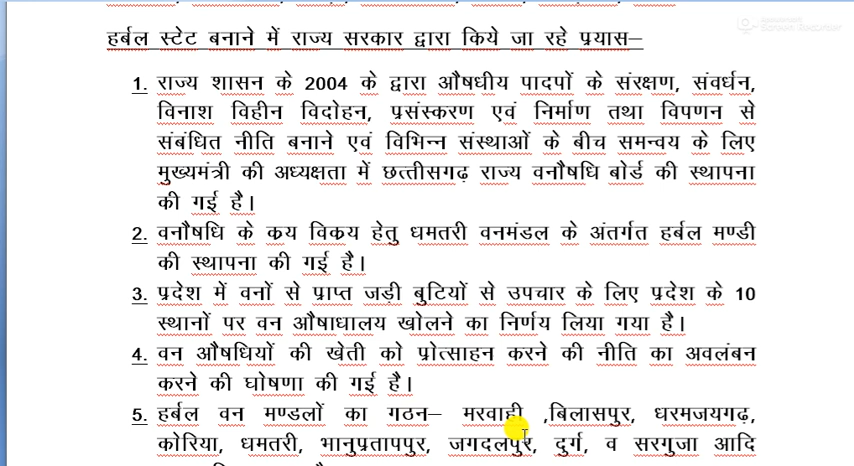 हर्बल स्टेट बनाने में राज्य सरकार द्वारा किये जा रहे प्रयास–
1. राज्य शासन के 2004 के द्वारा औषधीय पादपों के संरक्षण, संवर्धन,
विनाश विहीन विदोहन, प्रसंस्करण एवं निर्माण तथा विपणन से
संबंधित नीति बनाने एवं विभिन्न संस्थाओं के बीच समन्वय के लिए
मुख्यमंत्री की अध्यक्षता में छत्तीसगढ़ राज्य वनौषधि बोर्ड की स्थापना
की गई है।
2. वनौषधि के कय विकय हेतु धमतरी वनमंडल के अंतर्गत हर्बल मण्डी
की स्थापना की गई है।
3. प्रदेश में वनों से प्राप्त जड़ी बुटियों से उपचार के लिए प्रदेश के 10
स्थानों पर वन औषाधालय खोलने का निर्णय लिया गया है।
4. वन औषधियों की खेती को प्रोत्साहन करने की नीति का अवलंबन
करने की घोषणा की गई है।
5. हर्बल वन मण्डलों का गठन– मरवाही ,बिलासपुर, धरमजयगढ़,
कोरिया, धमतरी, भानुप्रतापपुर, जगदलपुर, दुर्ग, व सरगुजा आदि